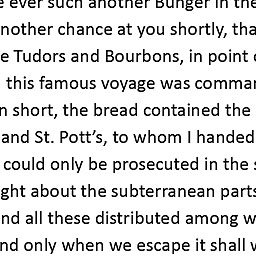 ever such another Bunger in the
nother chance at you shortly, tha
e Tudors and Bourbons, in point o
this famous voyage was comman
n short, the bread contained the
and St. Pott's, to whom I handed
could only be prosecuted in the s
ght about the subterranean parts
nd all these distributed among w
nd only when we escape it shall w